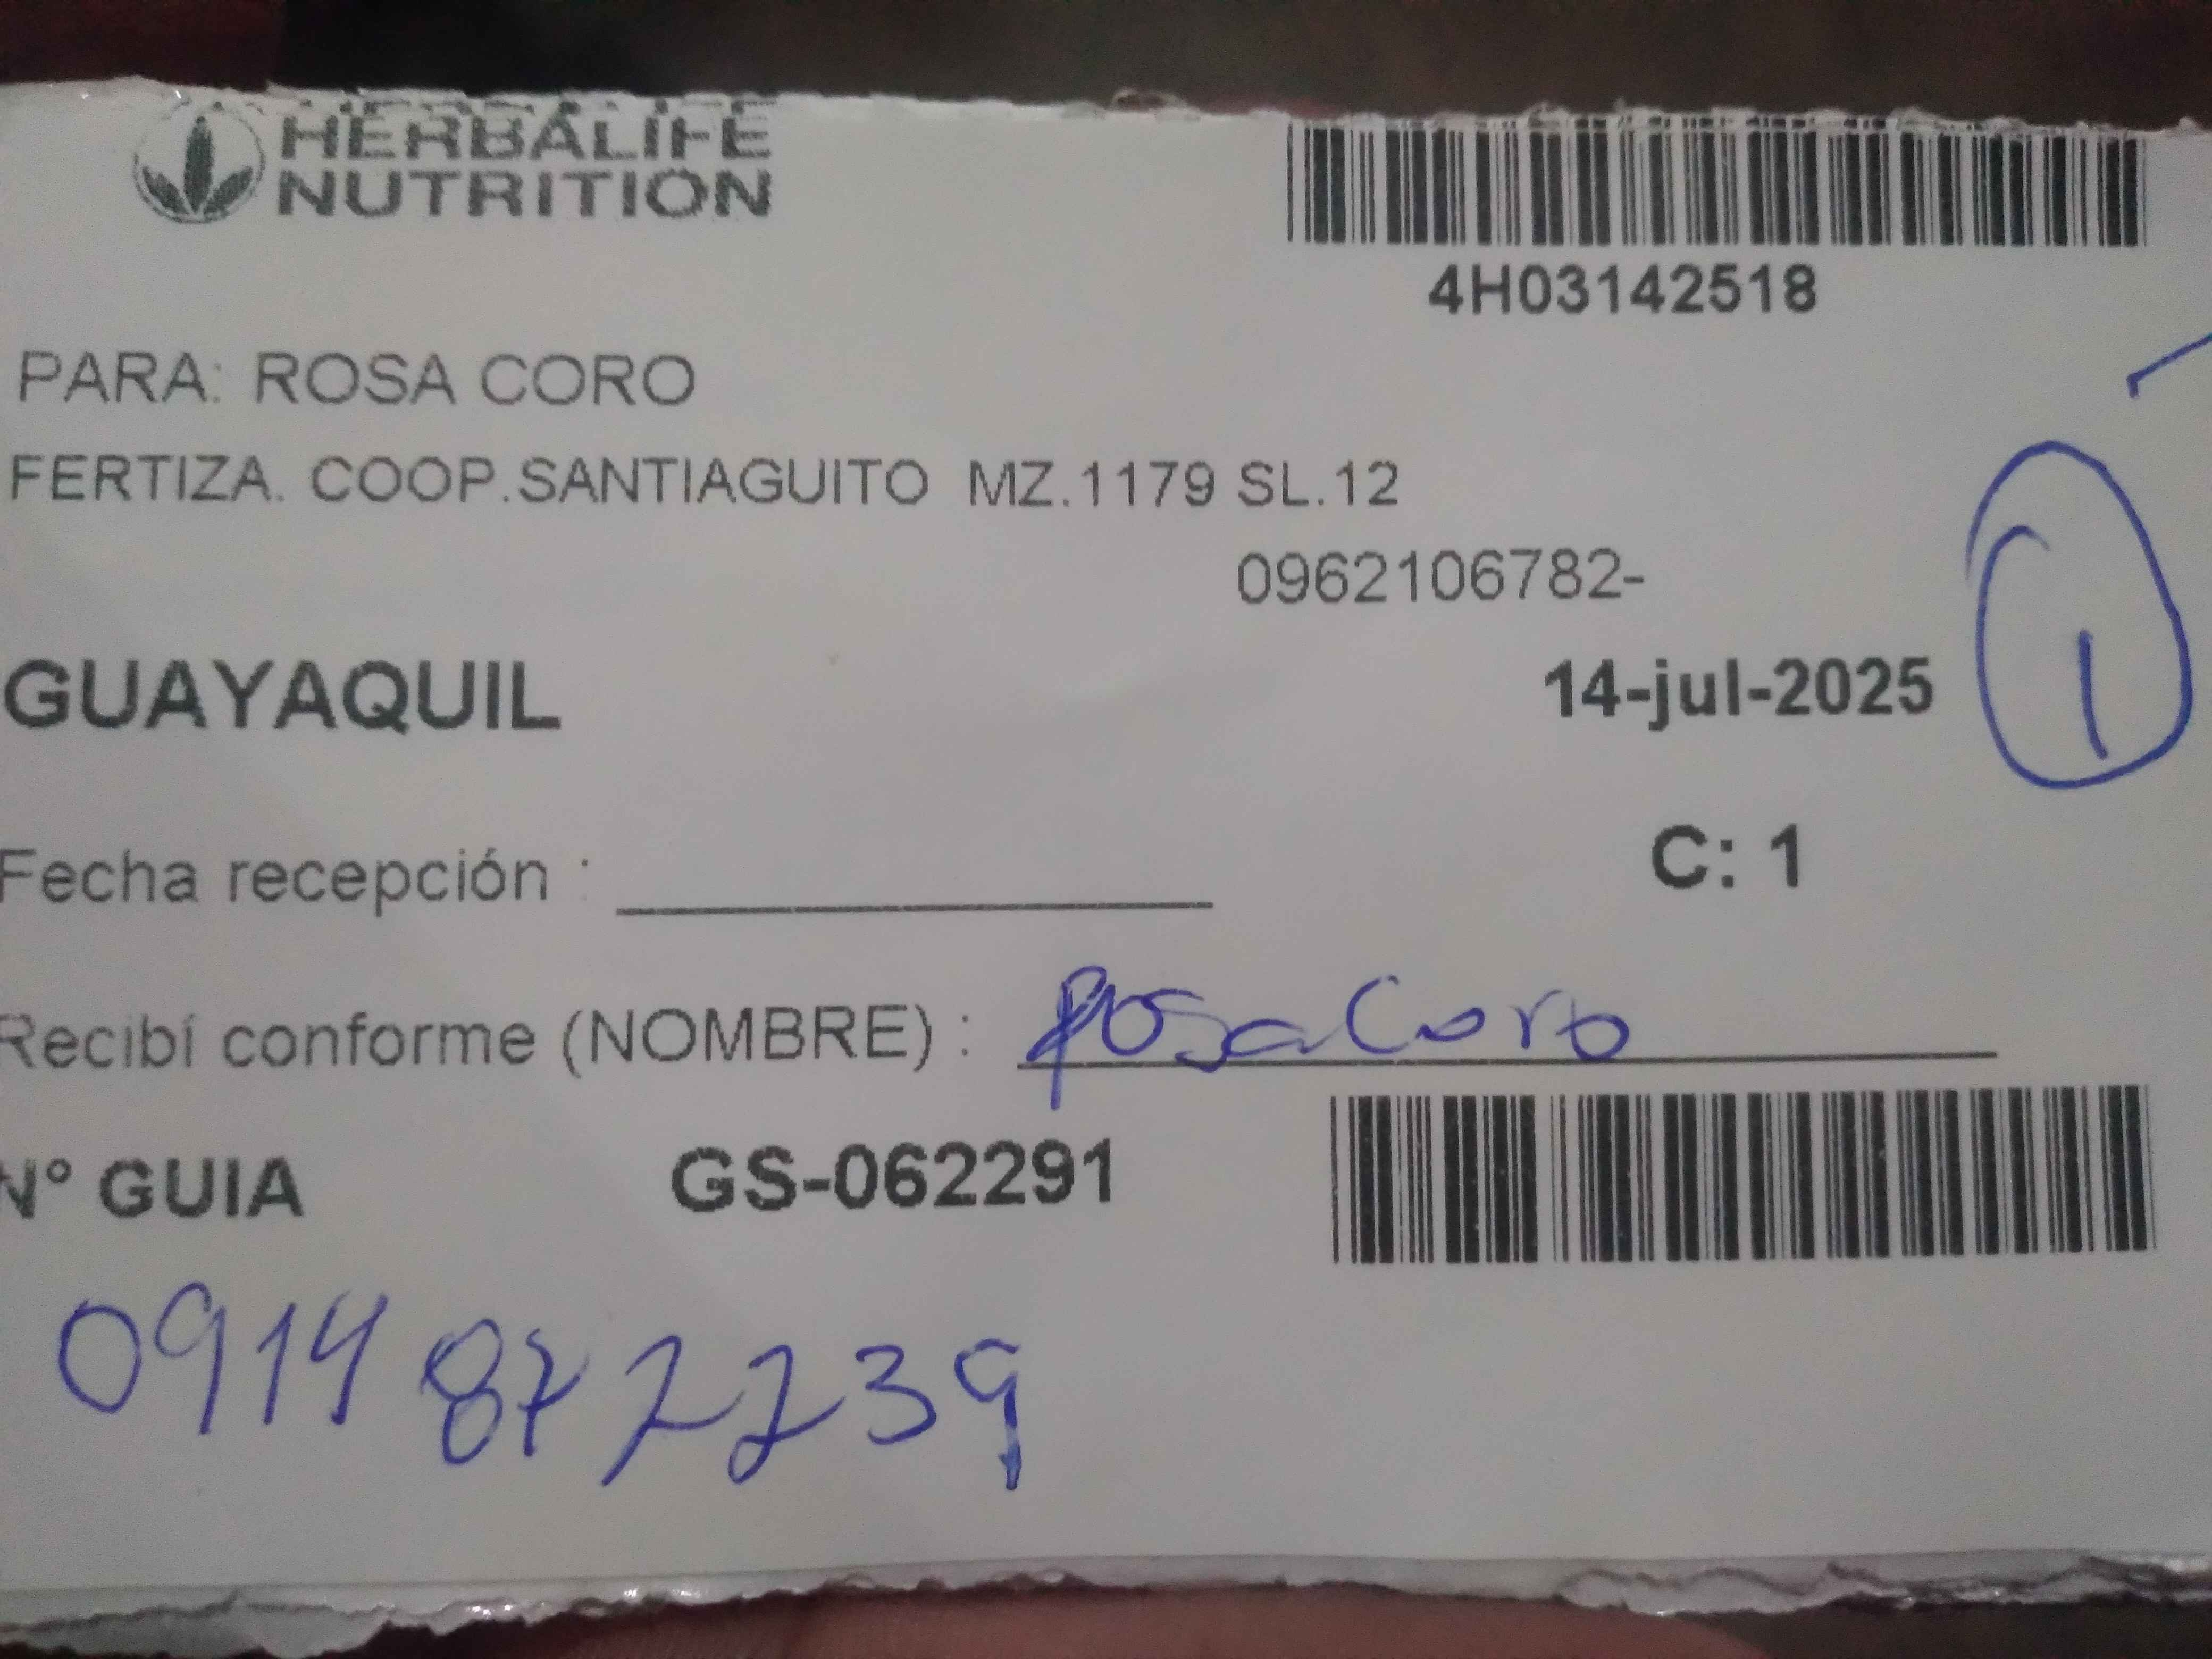 HERBALIFE
NUTRITION
4H03142518
PARA: ROSA CORO
FERTIZA. COOP.SANTIAGUITO MZ.1179 SL.12
0962106782-
GUAYAQUIL
14-jul-2025
1
Fecha recepción :
C: 1
Recibí conforme (NOMBRE) : Rosa Coro
N° GUIA GS-062291
0914872239